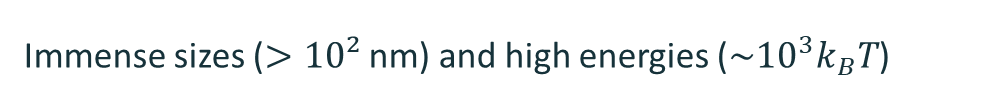 Immense sizes (> 10² nm) and high energies (~10³k_BT)